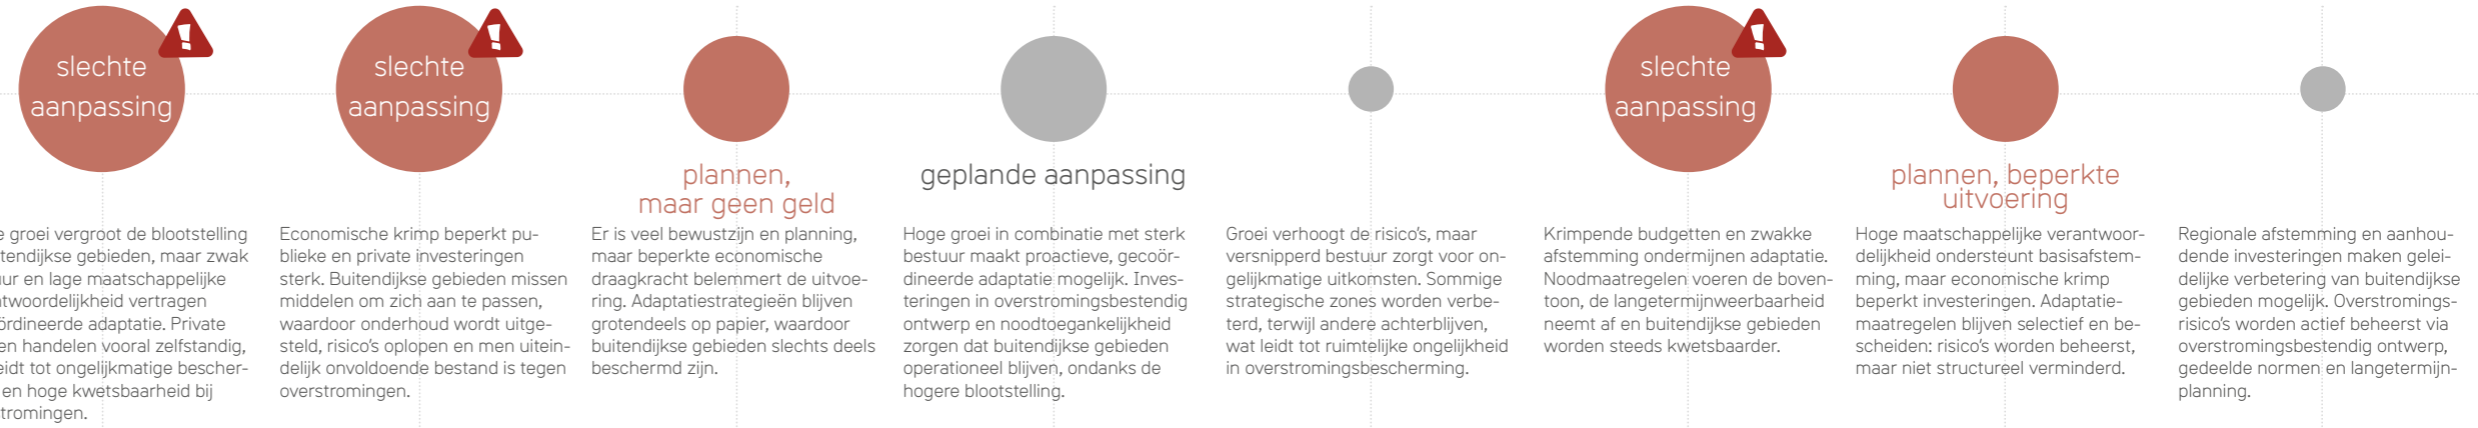 slechte
aanpassing
slechte
aanpassing
slechte
aanpassing
plannen,
maar geen geld
geplande aanpassing
plannen, beperkte
uitvoering
groei vergroot de blootstelling
tendijkse gebieden, maar zwak
ur en lage maatschappelijke
twoordelijkheid vertragen
ördineerde adaptatie. Private
en handelen vooral zelfstandig,
eidt tot ongelijkmatige bescher-
en hoge kwetsbaarheid bij
tromingen.
Economische krimp beperkt pu-
blieke en private investeringen
sterk. Buitendijkse gebieden missen
middelen om zich aan te passen,
waardoor onderhoud wordt uitge-
steld, risico's oplopen en men uitein-
delijk onvoldoende bestand is tegen
overstromingen.
Er is veel bewustzijn en planning,
maar beperkte economische
draagkracht belemmert de uitvoe-
ring. Adaptatiestrategieën blijven
grotendeels op papier, waardoor
buitendijkse gebieden slechts deels
beschermd zijn.
Hoge groei in combinatie met sterk
bestuur maakt proactieve, gecoör-
dineerde adaptatie mogelijk. Inves-
teringen in overstromingsbestendig
ontwerp en noodtoegankelijkheid
zorgen dat buitendijkse gebieden
operationeel blijven, ondanks de
hogere blootstelling.
Groei verhoogt de risico's, maar
versnipperd bestuur zorgt voor on-
gelijkmatige uitkomsten. Sommige
strategische zones worden verbe-
terd, terwijl andere achterblijven,
wat leidt tot ruimtelijke ongelijkheid
in overstromingsbescherming.
Krimpende budgetten en zwakke
afstemming ondermijnen adaptatie.
Noodmaatregelen voeren de boven-
toon, de langetermijnweerbaarheid
neemt af en buitendijkse gebieden
worden steeds kwetsbaarder.
Hoge maatschappelijke verantwoor-
delijkheid ondersteunt basisafstem-
ming, maar economische krimp
beperkt investeringen. Adaptatie-
maatregelen blijven selectief en be-
scheiden: risico's worden beheerst,
maar niet structureel verminderd.
Regionale afstemming en aanhou-
dende investeringen maken gelei-
delijke verbetering van buitendijkse
gebieden mogelijk. Overstromings-
risico's worden actief beheerst via
overstromingsbestendig ontwerp,
gedeelde normen en langetermijn-
planning.